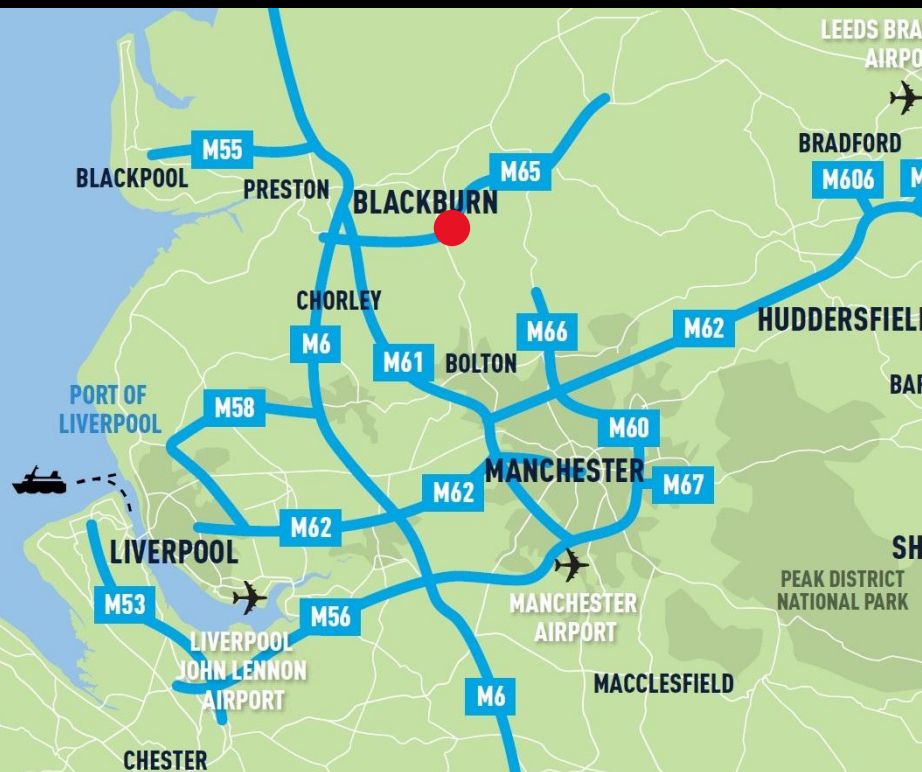 LEEDS BRA
AIRPO
M55
BRADFORD
BLACKPOOL
PRESTON
BLACKBURN
M65
M606
M
CHORLEY
M6
M61
BOLTON
M66
M62
HUDDERSFIEL
BAR
PORT OF
LIVERPOOL
M58
M60
MANCHESTER
M62
M67
M62
LIVERPOOL
SH
M53
M56
MANCHESTER
AIRPORT
PEAK DISTRICT
NATIONAL PARK
LIVERPOOL
JOHN LENNON
AIRPORT
M6
MACCLESFIELD
CHESTER